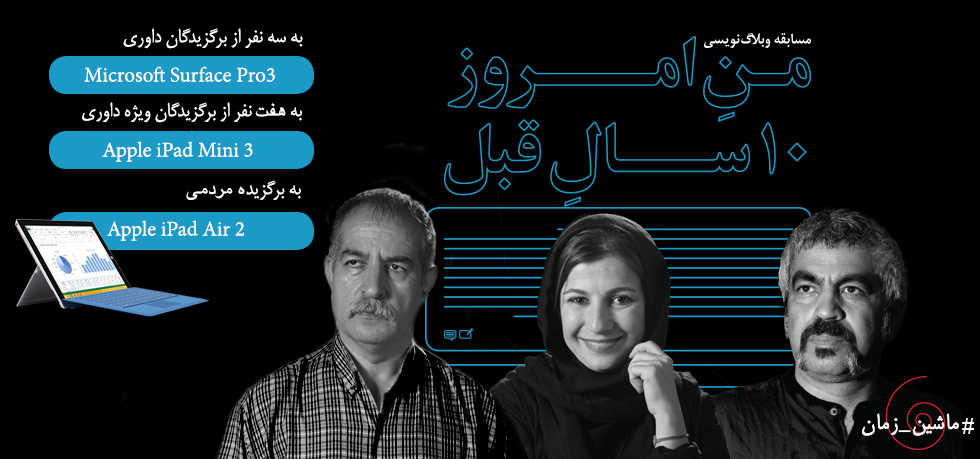 مسابقه وبلاگ‌نویسی
منِ امروز
۱۰ سالِ قبل
به سه نفر از برگزیدگان داوری
Microsoft Surface Pro3
به هفت نفر از برگزیدگان ویژه داوری
Apple iPad Mini 3
به برگزیده مردمی
Apple iPad Air 2
#ماشین_زمان